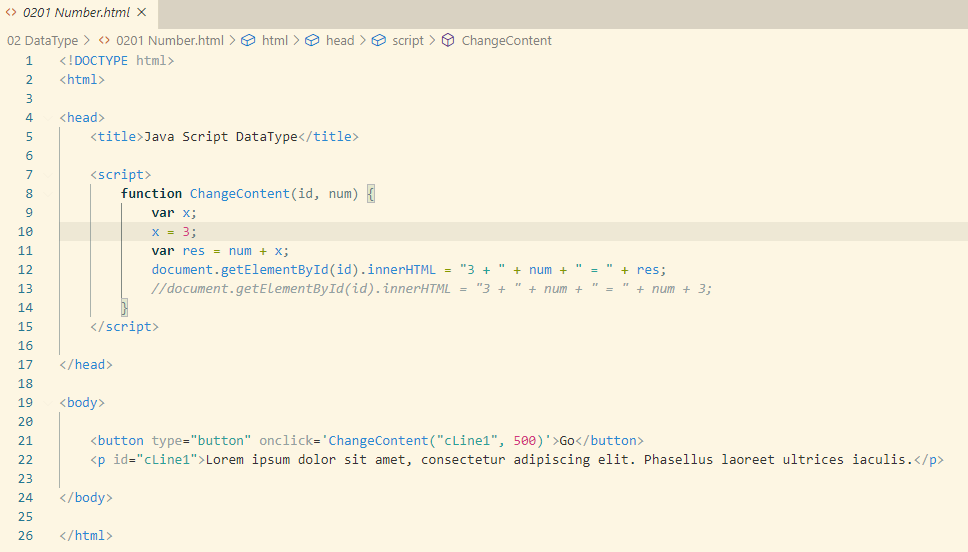 0201 Number.html
02 DataType > 0201 Number.html > html > head > script > ChangeContent
1 <!DOCTYPE html>
2 <html>
3
4 <head>
5 <title>Java Script DataType</title>
6
7 <script>
8 function ChangeContent(id, num) {
9 var x;
10 x = 3;
11 var res = num + x;
12 document.getElementById(id).innerHTML = "3 + " + num + " = " + res;
13 //document.getElementById(id).innerHTML = "3 + " + num + " = " + num + 3;
14 }
15 </script>
16
17 </head>
18
19 <body>
20
21 <button type="button" onclick='ChangeContent("cLine1", 500)'>Go</button>
22 <p id="cLine1">Lorem ipsum dolor sit amet, consectetur adipiscing elit. Phasellus laoreet ultrices iaculis.</p>
23
24 </body>
25
26 </html>